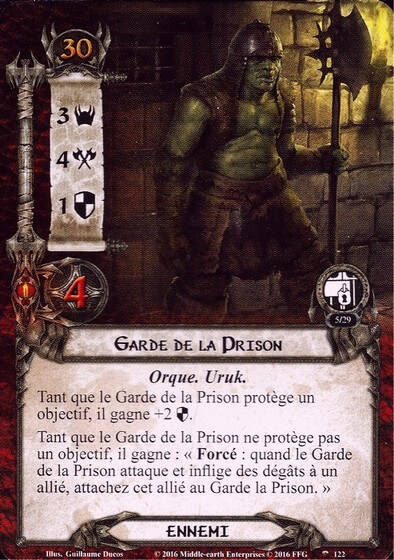 30
3
4
1
4
5/29
Garde de la Prison
Orque. Uruk.
Tant que le Garde de la Prison protège un
objectif, il gagne +2 .
Tant que le Garde de la Prison ne protège pas
un objectif, il gagne : « Forcé : quand le Garde
de la Prison attaque et inflige des dégâts à un
allié, attachez cet allié au Garde la Prison. »
ENNEMI
Illus. Guillaume Ducos © 2016 Middle-earth Enterprises © 2016 FFG 122